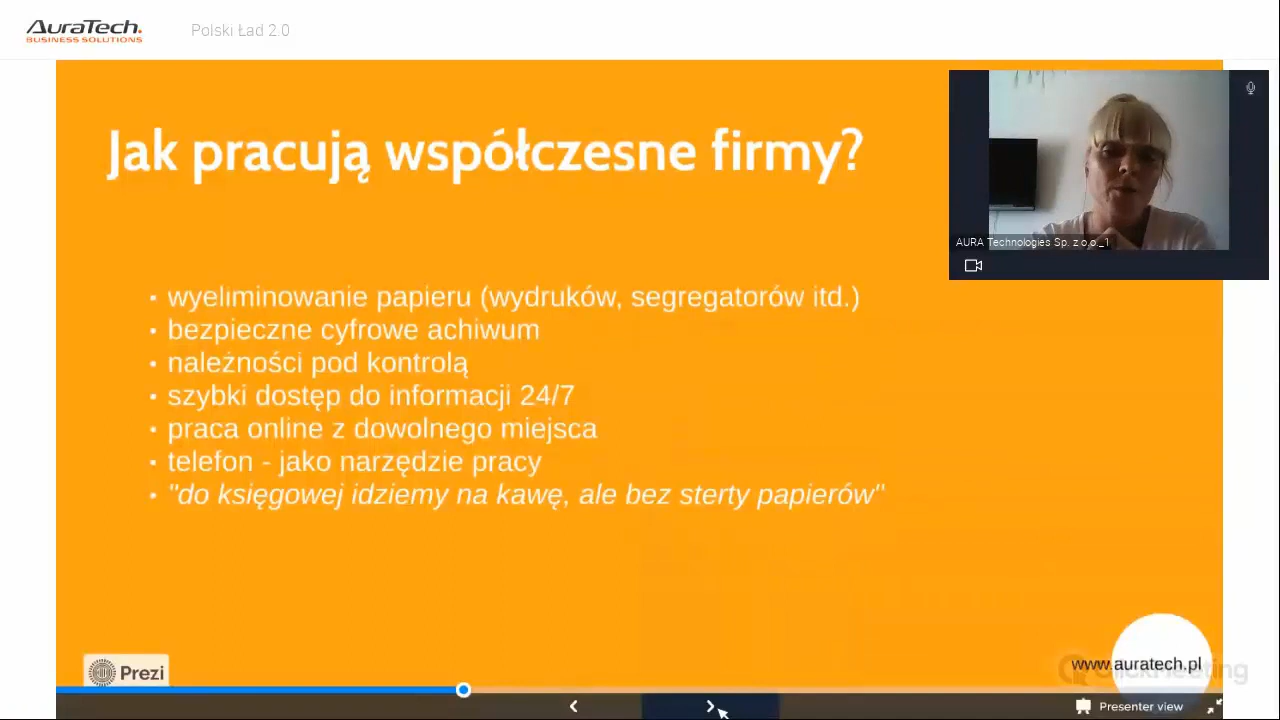 AURATECH.
BUSINESS SOLUTIONS
Polski Ład 2.0
Jak pracują współczesne firmy?
AURA Technologies Sp. z o.o._1
• wyeliminowanie papieru (wydruków, segregatorów itd.)
• bezpieczne cyfrowe achiwum
• należności pod kontrolą
• szybki dostęp do informacji 24/7
• praca online z dowolnego miejsca
• telefon - jako narzędzie pracy
• "do księgowej idziemy na kawę, ale bez sterty papierów"
Prezi
www.auratech.pl
ClickMeeting
Presenter view